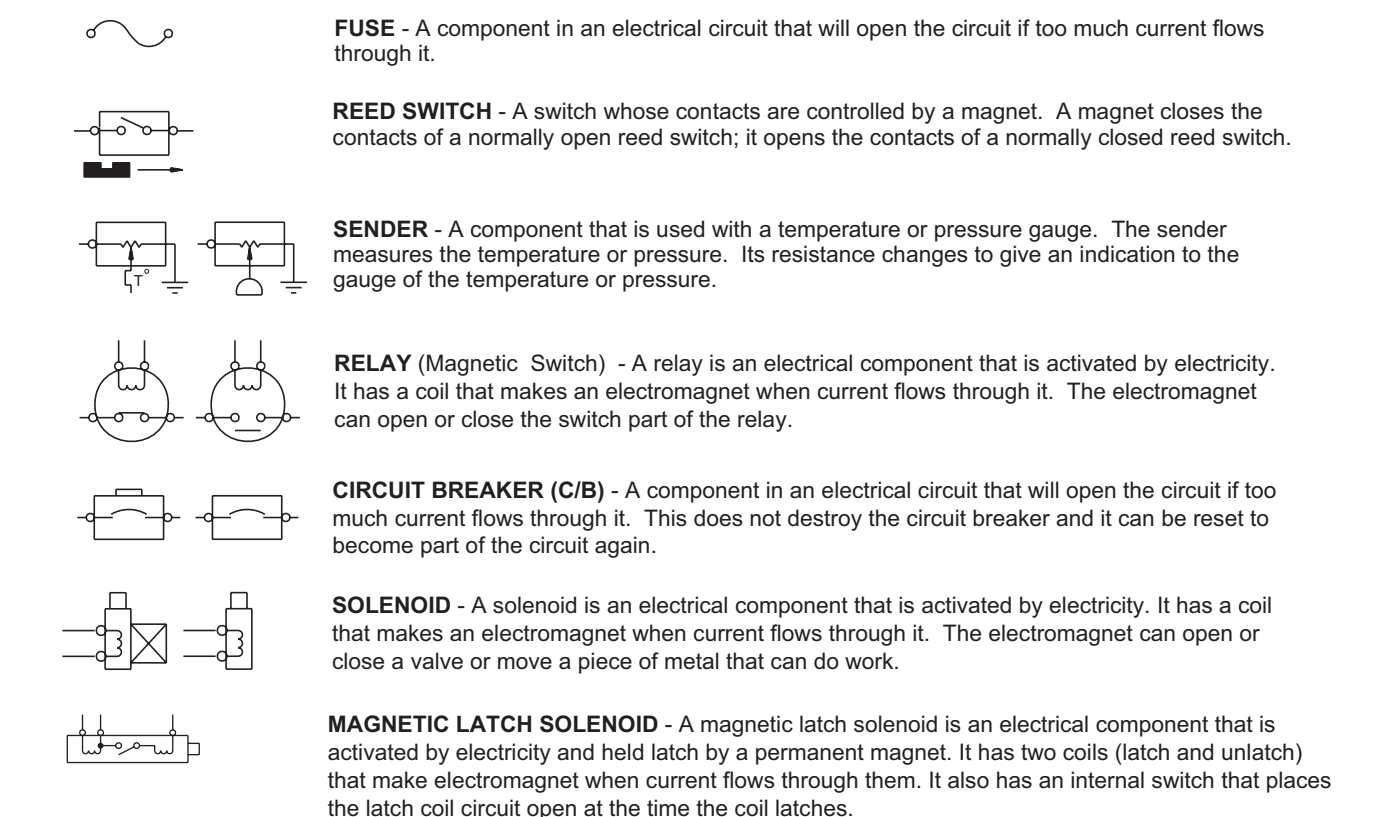 FUSE - A component in an electrical circuit that will open the circuit if too much current flows
through it.
REED SWITCH - A switch whose contacts are controlled by a magnet. A magnet closes the
contacts of a normally open reed switch; it opens the contacts of a normally closed reed switch.
SENDER - A component that is used with a temperature or pressure gauge. The sender
measures the temperature or pressure. Its resistance changes to give an indication to the
gauge of the temperature or pressure.
T°
RELAY (Magnetic Switch) - A relay is an electrical component that is activated by electricity.
It has a coil that makes an electromagnet when current flows through it. The electromagnet
can open or close the switch part of the relay.
CIRCUIT BREAKER (C/B) - A component in an electrical circuit that will open the circuit if too
much current flows through it. This does not destroy the circuit breaker and it can be reset to
become part of the circuit again.
SOLENOID - A solenoid is an electrical component that is activated by electricity. It has a coil
that makes an electromagnet when current flows through it. The electromagnet can open or
close a valve or move a piece of metal that can do work.
MAGNETIC LATCH SOLENOID - A magnetic latch solenoid is an electrical component that is
activated by electricity and held latch by a permanent magnet. It has two coils (latch and unlatch)
that make electromagnet when current flows through them. It also has an internal switch that places
the latch coil circuit open at the time the coil latches.